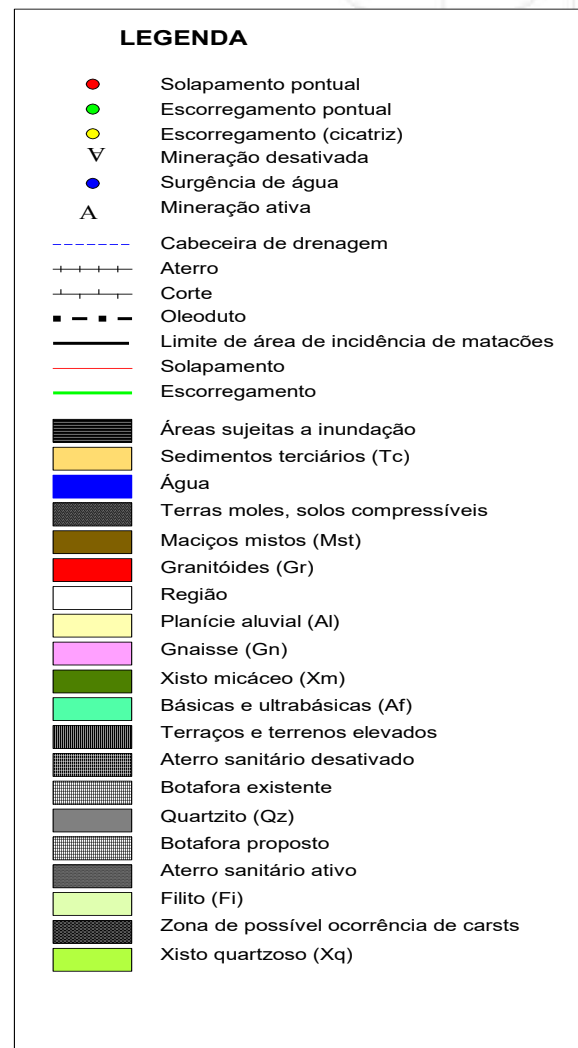 LEGENDA
Solapamento pontual
Escorregamento pontual
Escorregamento (cicatriz)
∀ Mineração desativada
Surgência de água
A Mineração ativa
Cabeceira de drenagem
Aterro
Corte
Oleoduto
Limite de área de incidência de matacões
Solapamento
Escorregamento
Áreas sujeitas a inundação
Sedimentos terciários (Tc)
Água
Terras moles, solos compressíveis
Maciços mistos (Mst)
Granitóides (Gr)
Região
Planície aluvial (Al)
Gnaisse (Gn)
Xisto micáceo (Xm)
Básicas e ultrabásicas (Af)
Terraços e terrenos elevados
Aterro sanitário desativado
Botafora existente
Quartzito (Qz)
Botafora proposto
Aterro sanitário ativo
Filito (Fi)
Zona de possível ocorrência de carsts
Xisto quartzoso (Xq)